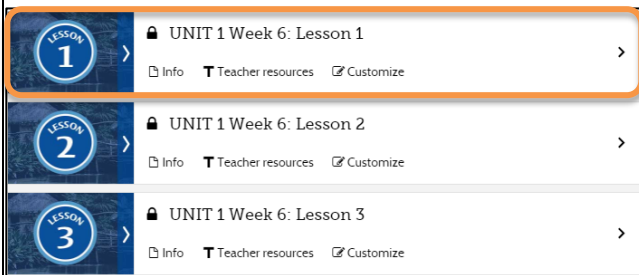 LESSON
1
UNIT 1 Week 6: Lesson 1
Info T Teacher resources Customize
LESSON
2
UNIT 1 Week 6: Lesson 2
Info T Teacher resources Customize
LESSON
3
UNIT 1 Week 6: Lesson 3
Info T Teacher resources Customize